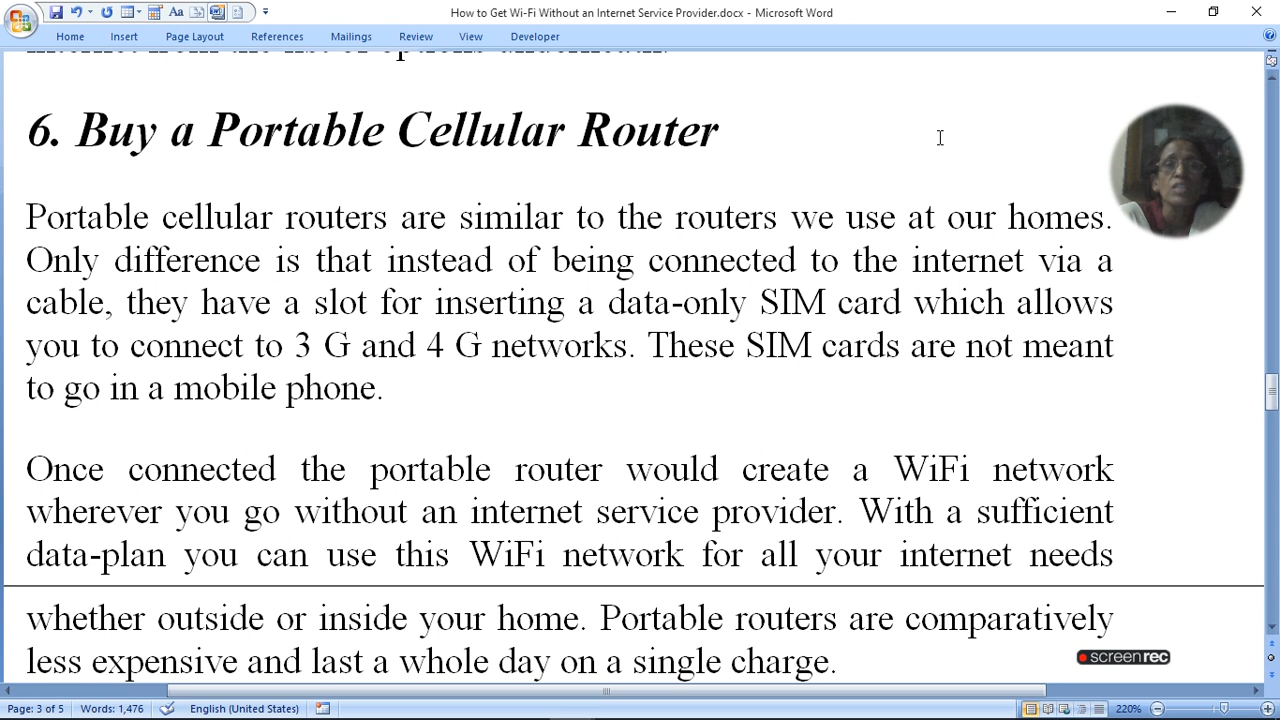 How to Get Wi-Fi Without an Internet Service Provider.docx - Microsoft Word
Home Insert Page Layout References Mailings Review View Developer
6. Buy a Portable Cellular Router
Portable cellular routers are similar to the routers we use at our homes.
Only difference is that instead of being connected to the internet via a
cable, they have a slot for inserting a data-only SIM card which allows
you to connect to 3 G and 4 G networks. These SIM cards are not meant
to go in a mobile phone.
Once connected the portable router would create a WiFi network
wherever you go without an internet service provider. With a sufficient
data-plan you can use this WiFi network for all your internet needs
whether outside or inside your home. Portable routers are comparatively
less expensive and last a whole day on a single charge.
screenrec
Page: 3 of 5 Words: 1,476 English (United States) 220%